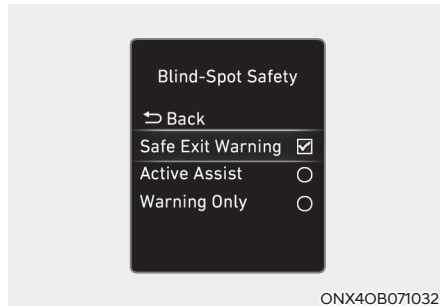 Blind-Spot Safety
Back
Safe Exit Warning
Active Assist
Warning Only
ONX4OB071032